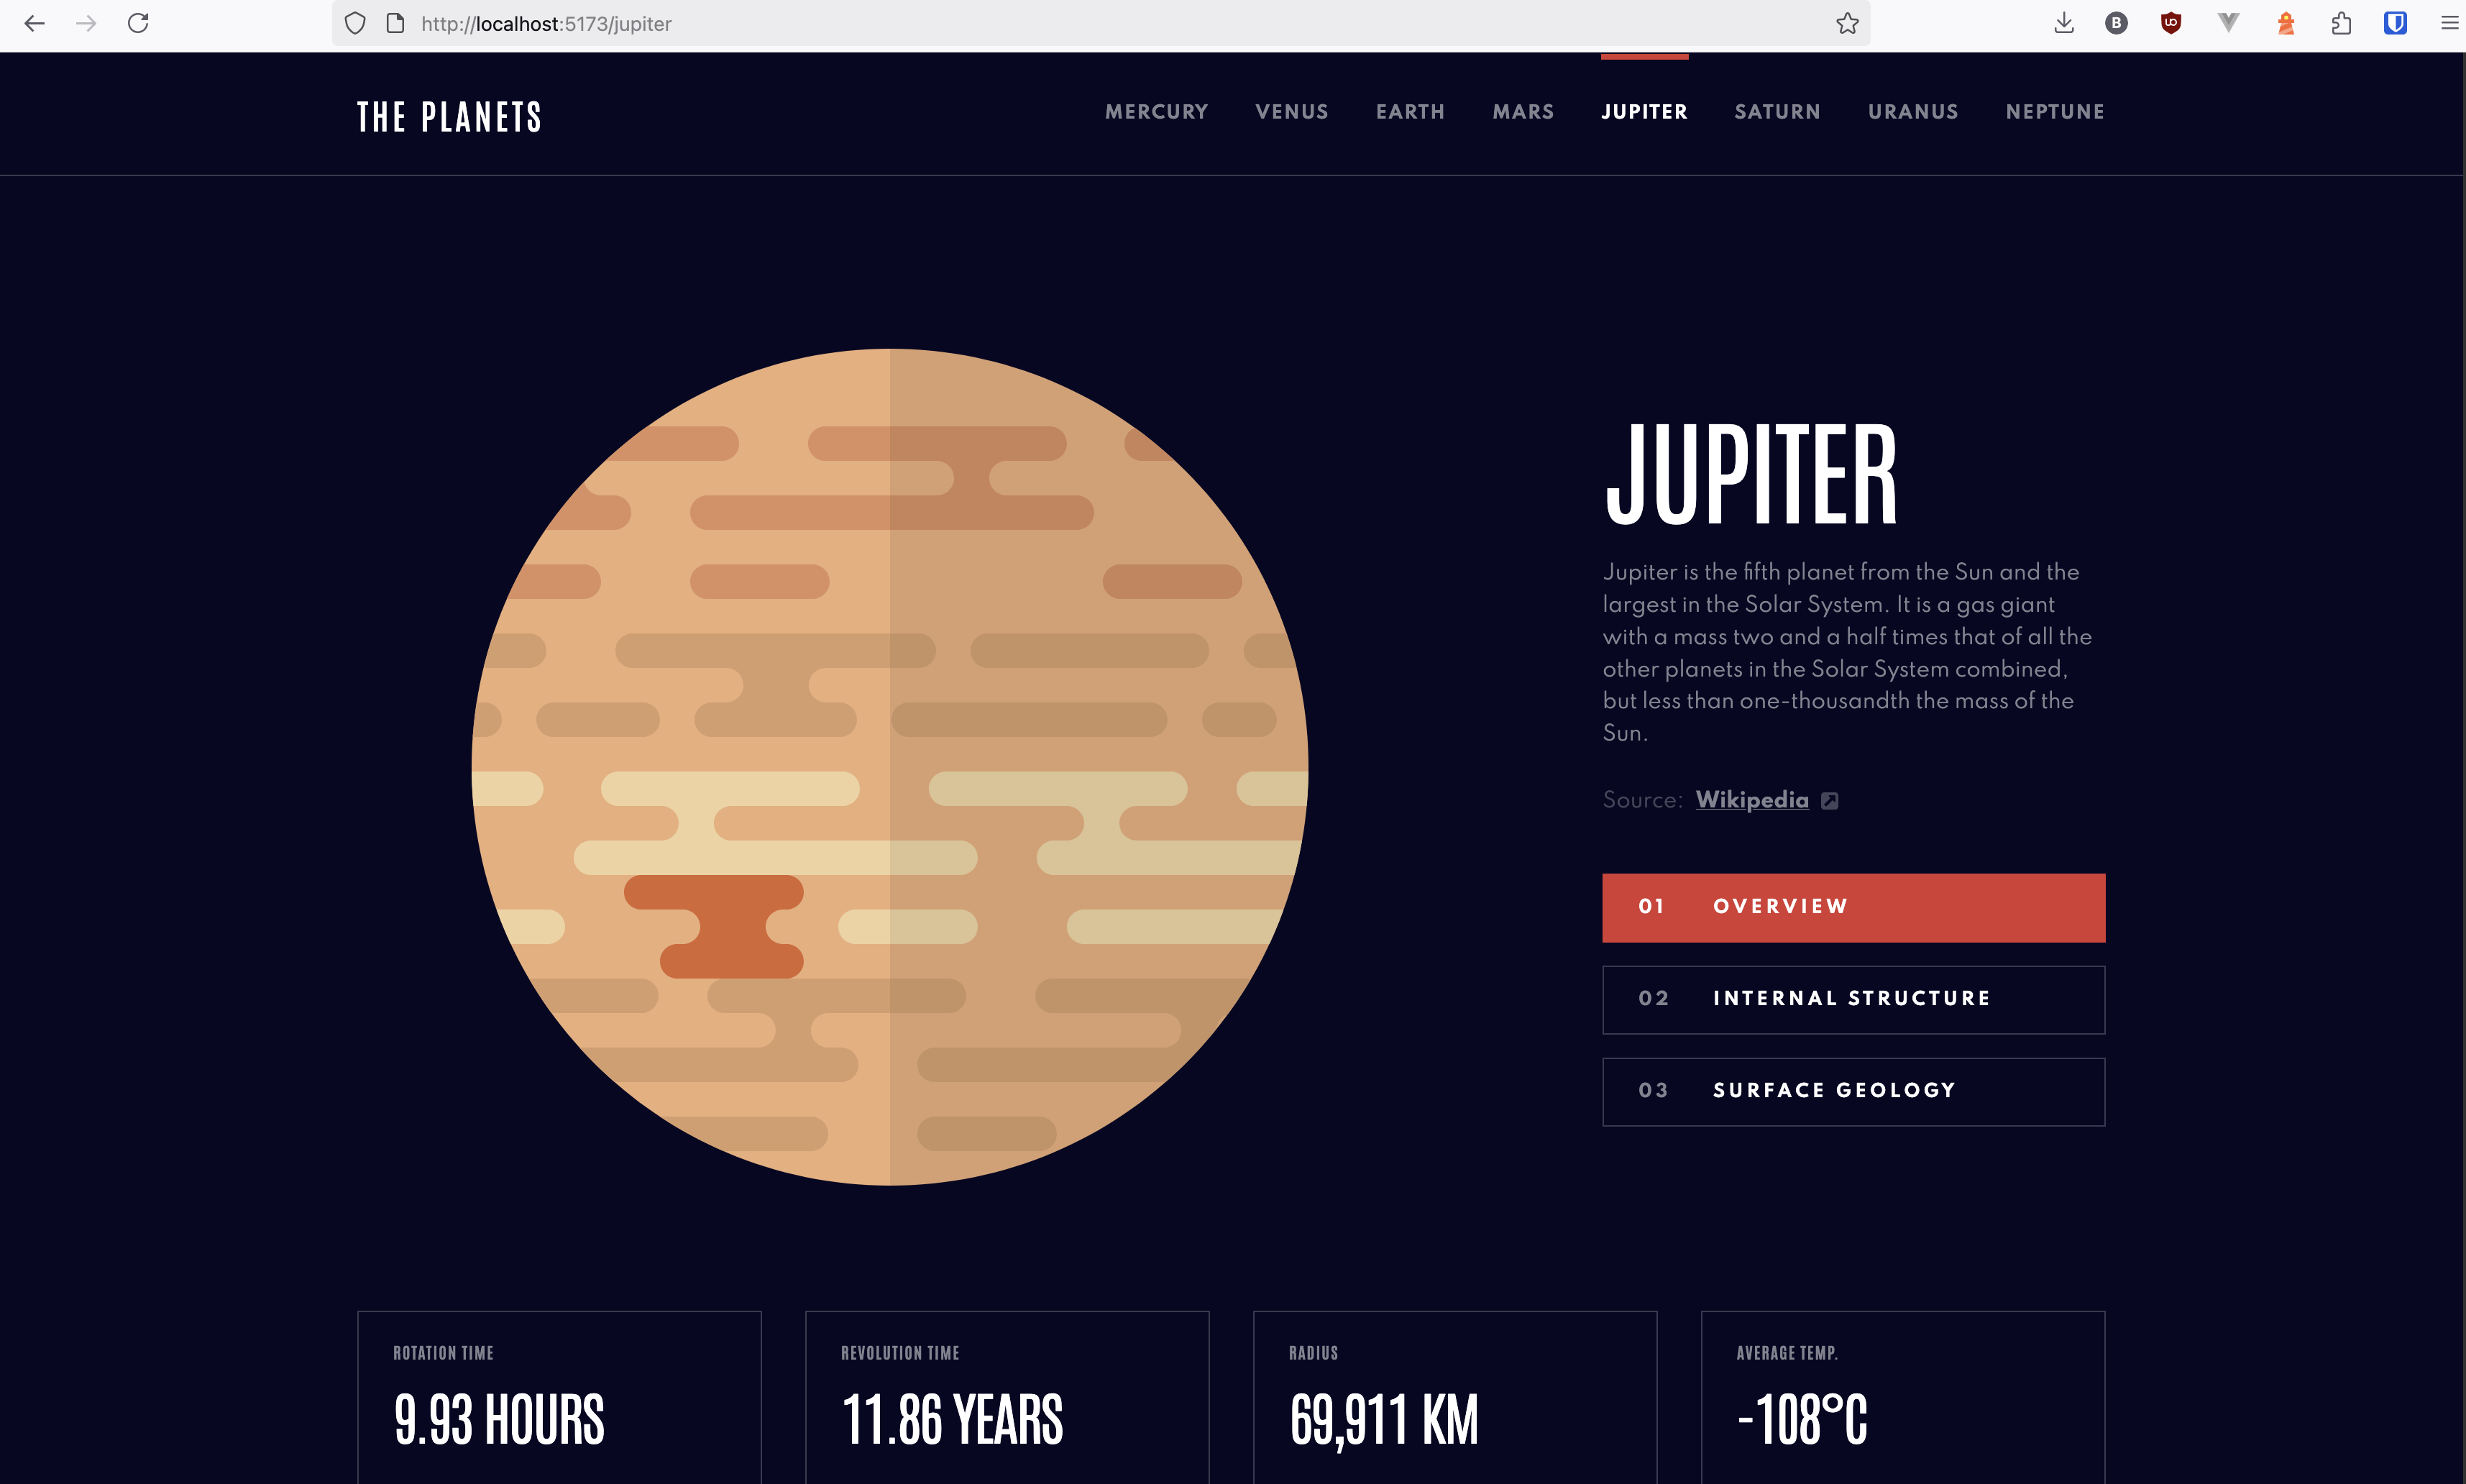 http://localhost:5173/jupiter
B
THE PLANETS
MERCURY VENUS EARTH MARS JUPITER SATURN URANUS NEPTUNE
JUPITER
Jupiter is the fifth planet from the Sun and the
largest in the Solar System. It is a gas giant
with a mass two and a half times that of all the
other planets in the Solar System combined,
but less than one-thousandth the mass of the
Sun.
Source: Wikipedia
01 OVERVIEW
02 INTERNAL STRUCTURE
03 SURFACE GEOLOGY
ROTATION TIME
9.93 HOURS
REVOLUTION TIME
11.86 YEARS
RADIUS
69,911 KM
AVERAGE TEMP.
-108°C